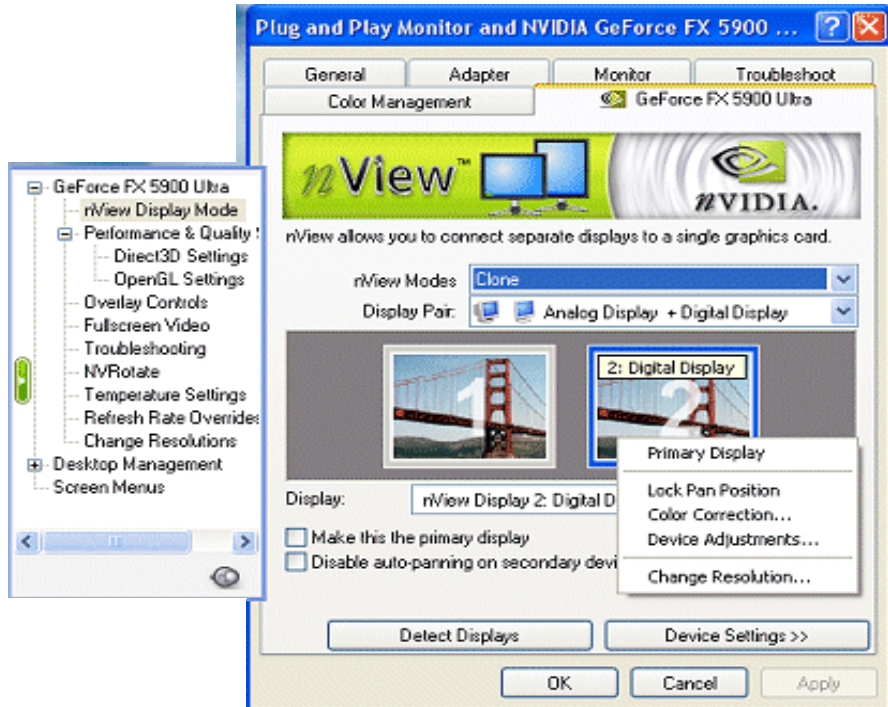 Plug and Play Monitor and NVIDIA GeForce FX 5900 ...
General Adapter Monitor Troubleshoot
Color Management GeForce FX 5900 Ultra
nView™
nVIDIA.
nView allows you to connect separate displays to a single graphics card.
nView Modes Clone
Display Pair: Analog Display + Digital Display
1
2
2: Digital Display
Primary Display
Lock Pan Position
Color Correction...
Device Adjustments...
Change Resolution...
Display: nView Display 2: Digital D
Make this the primary display
Disable auto-panning on secondary devi
Detect Displays Device Settings >>
OK Cancel Apply
GeForce FX 5900 Ultra
nView Display Mode
Performance & Quality S
Direct3D Settings
OpenGL Settings
Overlay Controls
Fullscreen Video
Troubleshooting
NVRotate
Temperature Settings
Refresh Rate Overrides
Change Resolutions
Desktop Management
Screen Menus